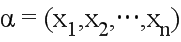 α = (x₁,x₂,⋯,xₙ)